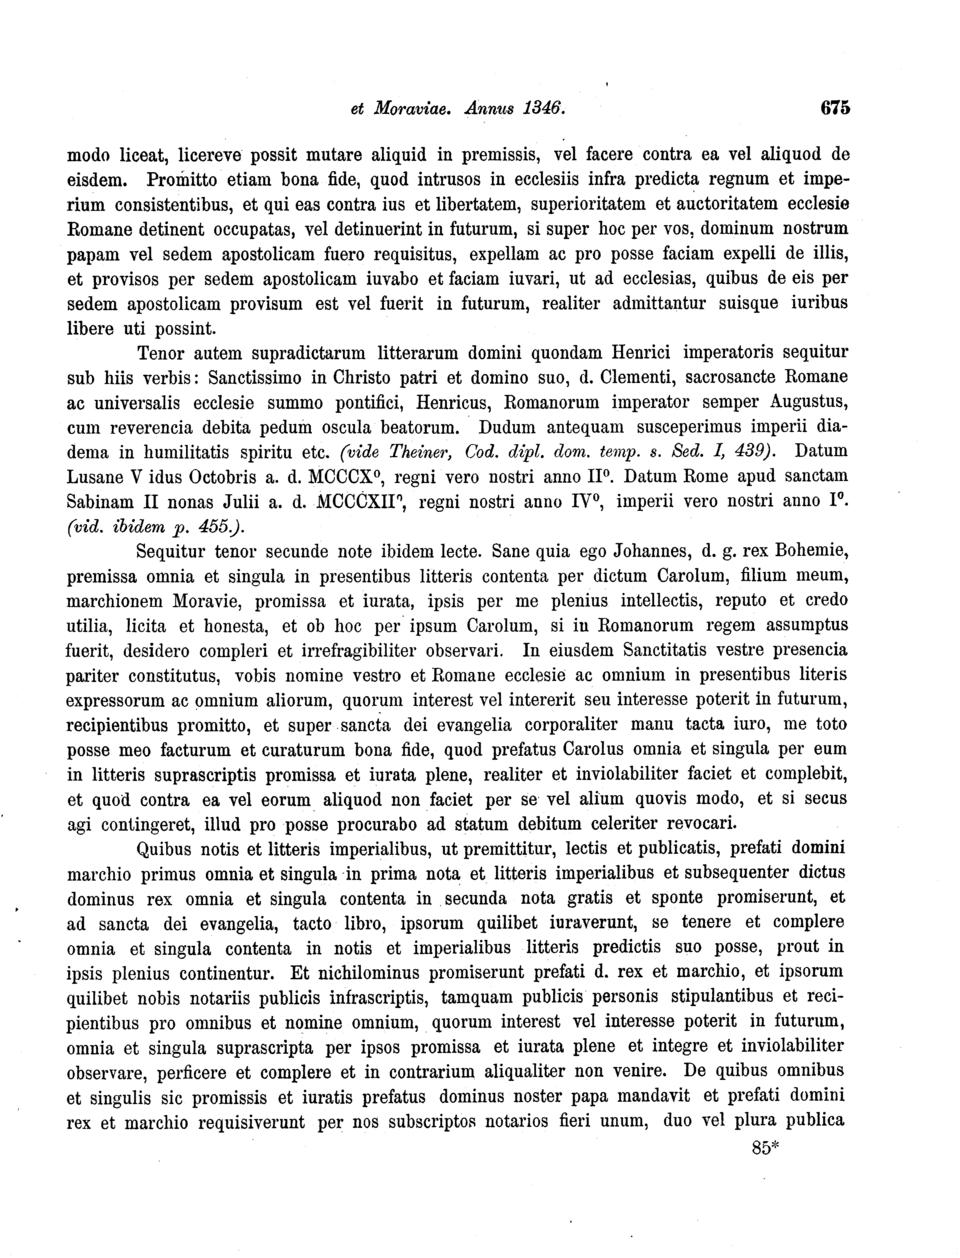 et Moraviae. Annus 1346. 675
modo liceat, licereve possit mutare aliquid in premissis, vel facere contra ea vel aliquod de
eisdem. Promitto etiam bona fide, quod intrusos in ecclesiis infra predicta regnum et impe-
rium consistentibus, et qui eas contra ius et libertatem, superioritatem et auctoritatem ecclesie
Romane detinent occupatas, vel detinuerint in futurum, si super hoc per vos, dominum nostrum
papam vel sedem apostolicam fuero requisitus, expellam ac pro posse faciam expelli de illis,
et provisos per sedem apostolicam iuvabo et faciam iuvari, ut ad ecclesias, quibus de eis per
sedem apostolicam provisum est vel fuerit in futurum, realiter admittantur suisque iuribus
libere uti possint.
Tenor autem supradictarum litterarum domini quondam Henrici imperatoris sequitur
sub hiis verbis: Sanctissimo in Christo patri et domino suo, d. Clementi, sacrosancte Romane
ac universalis ecclesie summo pontifici, Henricus, Romanorum imperator semper Augustus,
cum reverencia debita pedum oscula beatorum. Dudum antequam susceperimus imperii dia-
dema in humilitatis spiritu etc. (vide Theiner, Cod. dipl. dom. temp. s. Sed. I, 439). Datum
Lusane V idus Octobris a. d. MCCCX⁰, regni vero nostri anno II⁰. Datum Rome apud sanctam
Sabinam II nonas Julii a. d. MCCCXII⁰, regni nostri anno IV⁰, imperii vero nostri anno I⁰.
(vid. ibidem p. 455.).
Sequitur tenor secunde note ibidem lecte. Sane quia ego Johannes, d. g. rex Bohemie,
premissa omnia et singula in presentibus litteris contenta per dictum Carolum, filium meum,
marchionem Moravie, promissa et iurata, ipsis per me plenius intellectis, reputo et credo
utilia, licita et honesta, et ob hoc per ipsum Carolum, si in Romanorum regem assumptus
fuerit, desidero compleri et irrefragibiliter observari. In eiusdem Sanctitatis vestre presencia
pariter constitutus, vobis nomine vestro et Romane ecclesie ac omnium in presentibus literis
expressorum ac omnium aliorum, quorum interest vel intererit seu interesse poterit in futurum,
recipientibus promitto, et super sancta dei evangelia corporaliter manu tacta iuro, me toto
posse meo facturum et curaturum bona fide, quod prefatus Carolus omnia et singula per eum
in litteris suprascriptis promissa et iurata plene, realiter et inviolabiliter faciet et complebit,
et quod contra ea vel eorum aliquod non faciet per se vel alium quovis modo, et si secus
agi contingeret, illud pro posse procurabo ad statum debitum celeriter revocari.
Quibus notis et litteris imperialibus, ut premittitur, lectis et publicatis, prefati domini
marchio primus omnia et singula in prima nota et litteris imperialibus et subsequenter dictus
dominus rex omnia et singula contenta in secunda nota gratis et sponte promiserunt, et
ad sancta dei evangelia, tacto libro, ipsorum quilibet iuraverunt, se tenere et complere
omnia et singula contenta in notis et imperialibus litteris predictis suo posse, prout in
ipsis plenius continentur. Et nichilominus promiserunt prefati d. rex et marchio, et ipsorum
quilibet nobis notariis publicis infrascriptis, tamquam publicis personis stipulantibus et reci-
pientibus pro omnibus et nomine omnium, quorum interest vel interesse poterit in futurum,
omnia et singula suprascripta per ipsos promissa et iurata plene et integre et inviolabiliter
observare, perficere et complere et in contrarium aliqualiter non venire. De quibus omnibus
et singulis sic promissis et iuratis prefatus dominus noster papa mandavit et prefati domini
rex et marchio requisiverunt per nos subscriptos notarios fieri unum, duo vel plura publica
85*